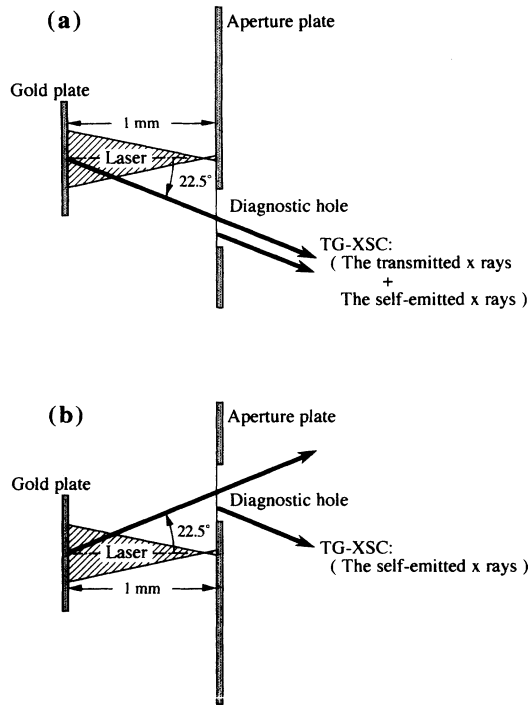 (a)
Aperture plate
Gold plate
1 mm
Laser
22.5°
Diagnostic hole
TG-XSC:
( The transmitted x rays
+
The self-emitted x rays )
(b)
Aperture plate
Gold plate
22.5°
Diagnostic hole
Laser
TG-XSC:
( The self-emitted x rays )
1 mm